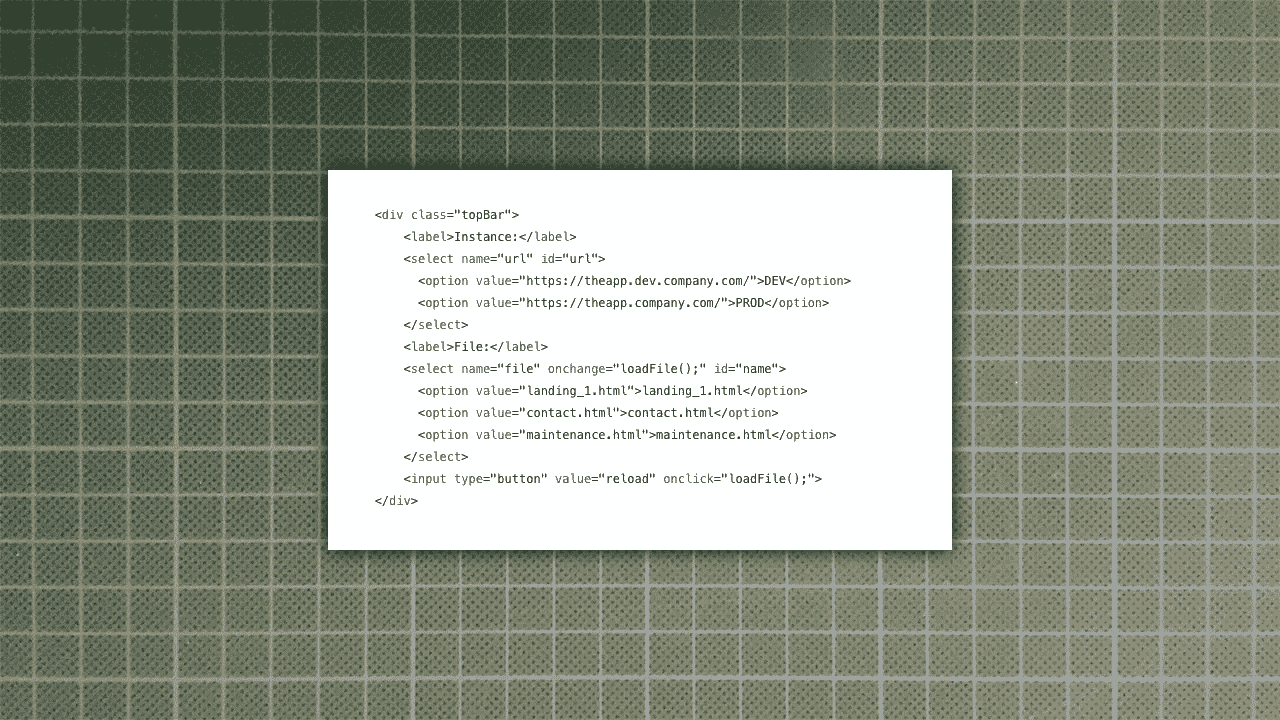 <div class="topBar">
    <label>Instance:</label>
    <select name="url" id="url">
      <option value="https://theapp.dev.company.com/">DEV</option>
      <option value="https://theapp.company.com/">PROD</option>
    </select>
    <label>File:</label>
    <select name="file" onchange="loadFile();" id="name">
      <option value="landing_1.html">landing_1.html</option>
      <option value="contact.html">contact.html</option>
      <option value="maintenance.html">maintenance.html</option>
    </select>
    <input type="button" value="reload" onclick="loadFile();">
</div>